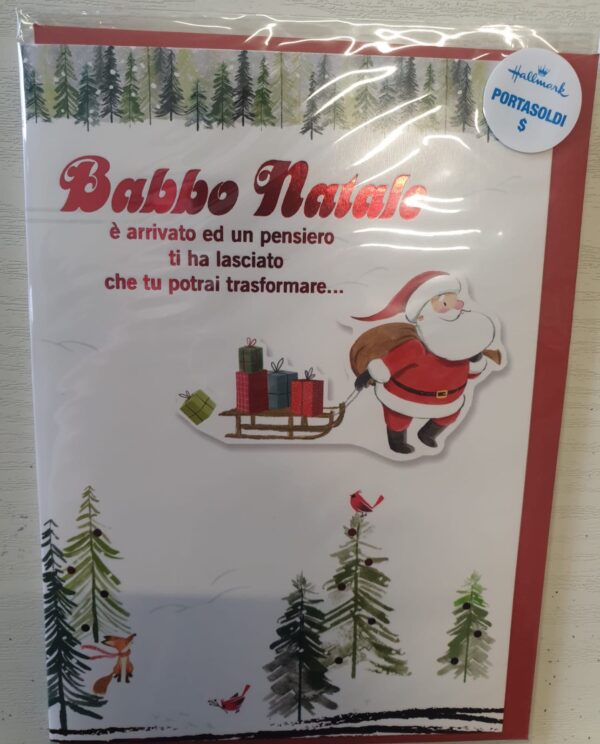 Hallmark
PORTASOLDI
$
Babbo Natale
è arrivato ed un pensiero
ti ha lasciato
che tu potrai trasformare...